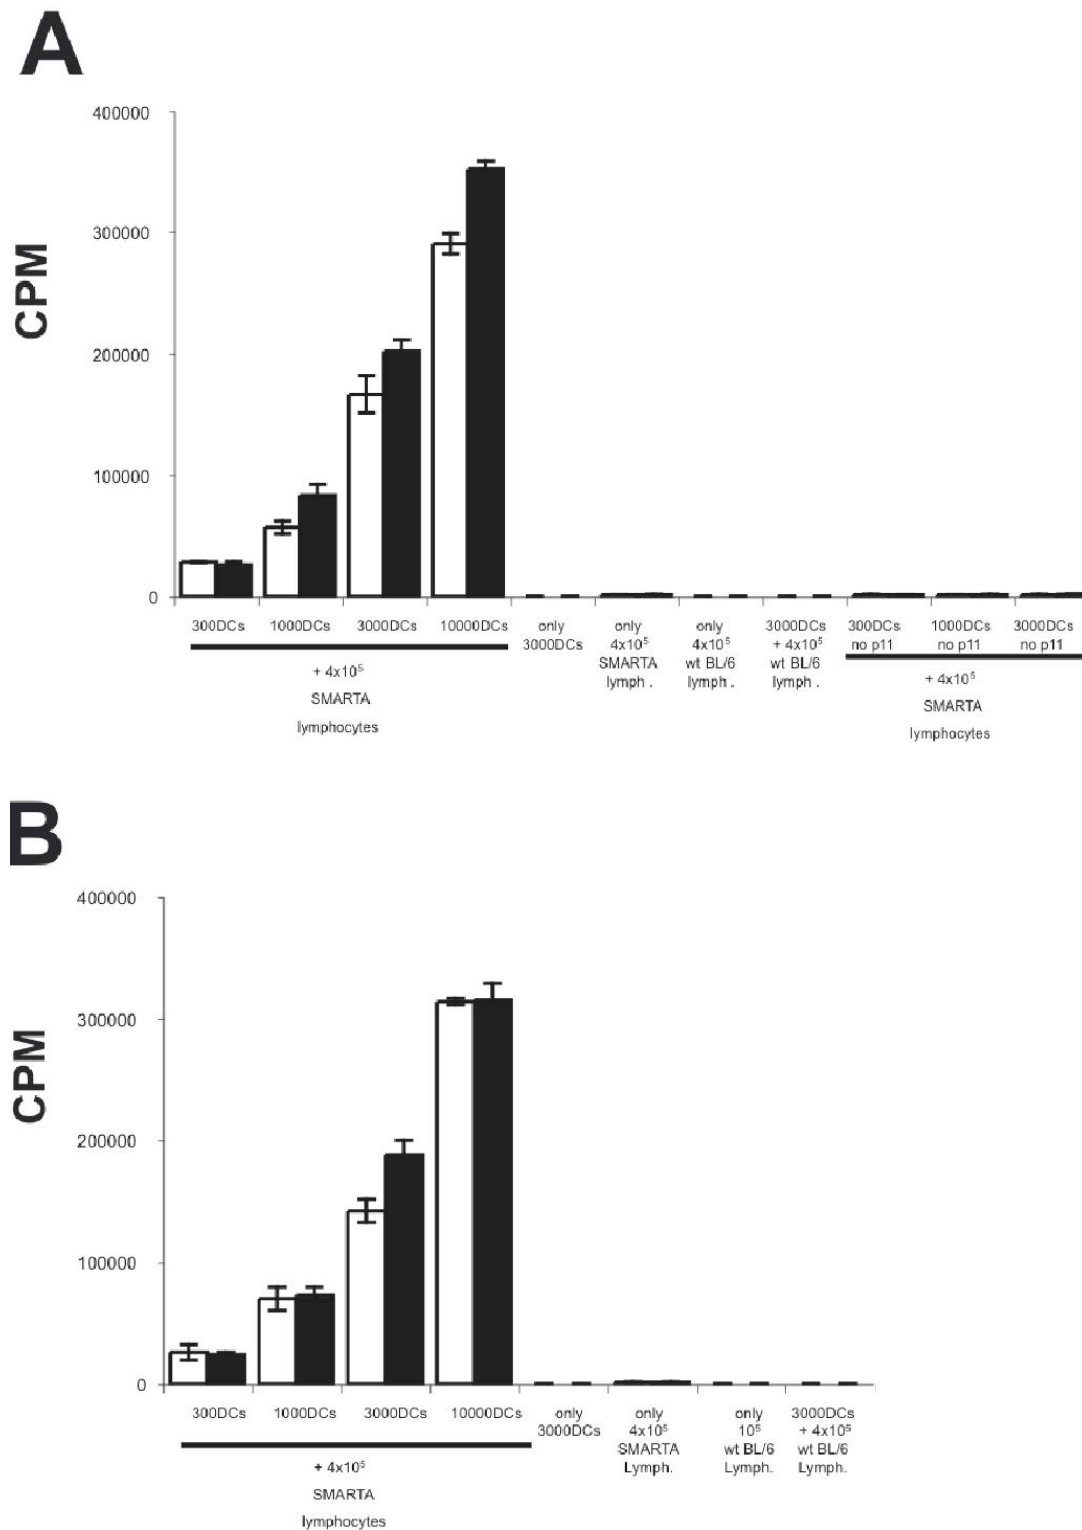 A
400000
300000
200000
100000
0
CPM
300DCs 1000DCs 3000DCs 10000DCs
+ 4x10⁵
SMARTA
lymphocytes
only
3000DCs
only
4x10⁵
SMARTA
lymph .
only
4x10⁵
wt BL/6
lymph .
3000DCs
+ 4x10⁵
wt BL/6
lymph .
300DCs
no p11
1000DCs
no p11
3000DCs
no p11
+ 4x10⁵
SMARTA
lymphocytes
B
400000
300000
200000
100000
0
CPM
300DCs 1000DCs 3000DCs 10000DCs
+ 4x10⁵
SMARTA
lymphocytes
only
3000DCs
only
4x10⁵
SMARTA
Lymph.
only
10⁵
wt BL/6
Lymph.
3000DCs
+ 4x10⁵
wt BL/6
Lymph.